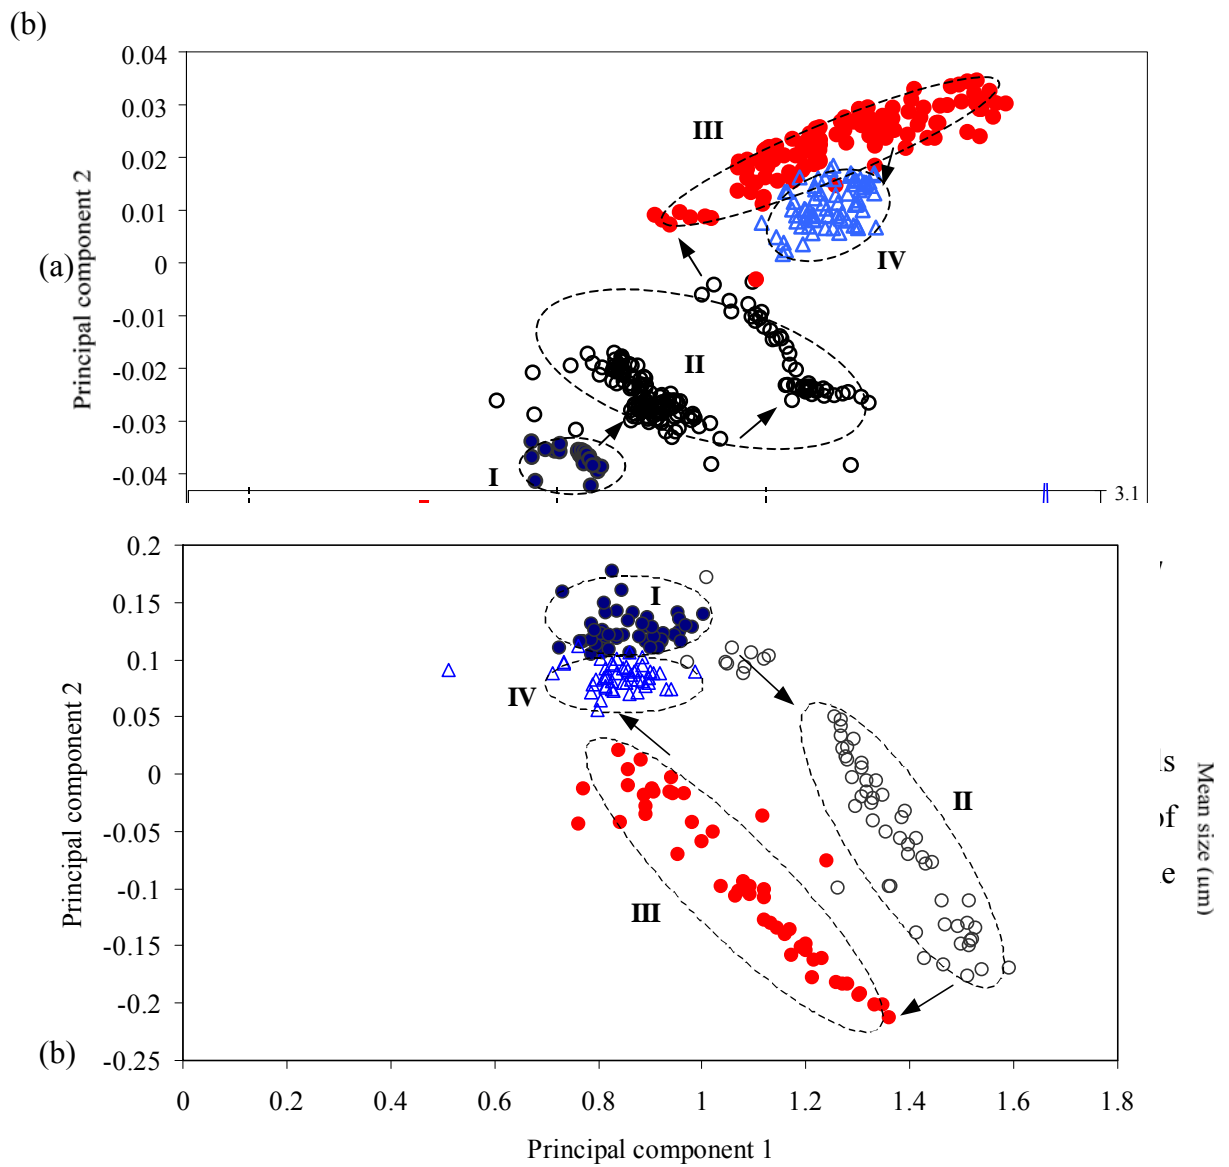 (b)
0.04
0.03
0.02
0.01
0
-0.01
-0.02
-0.03
-0.04
Principal component 2
(a)
III
IV
II
I
3.1
0.2
0.15
0.1
0.05
0
-0.05
-0.1
-0.15
-0.2
-0.25
Principal component 2
(b)
I
IV
II
III
0 0.2 0.4 0.6 0.8 1 1.2 1.4 1.6 1.8
Principal component 1
ls
of
Mean size (μm)